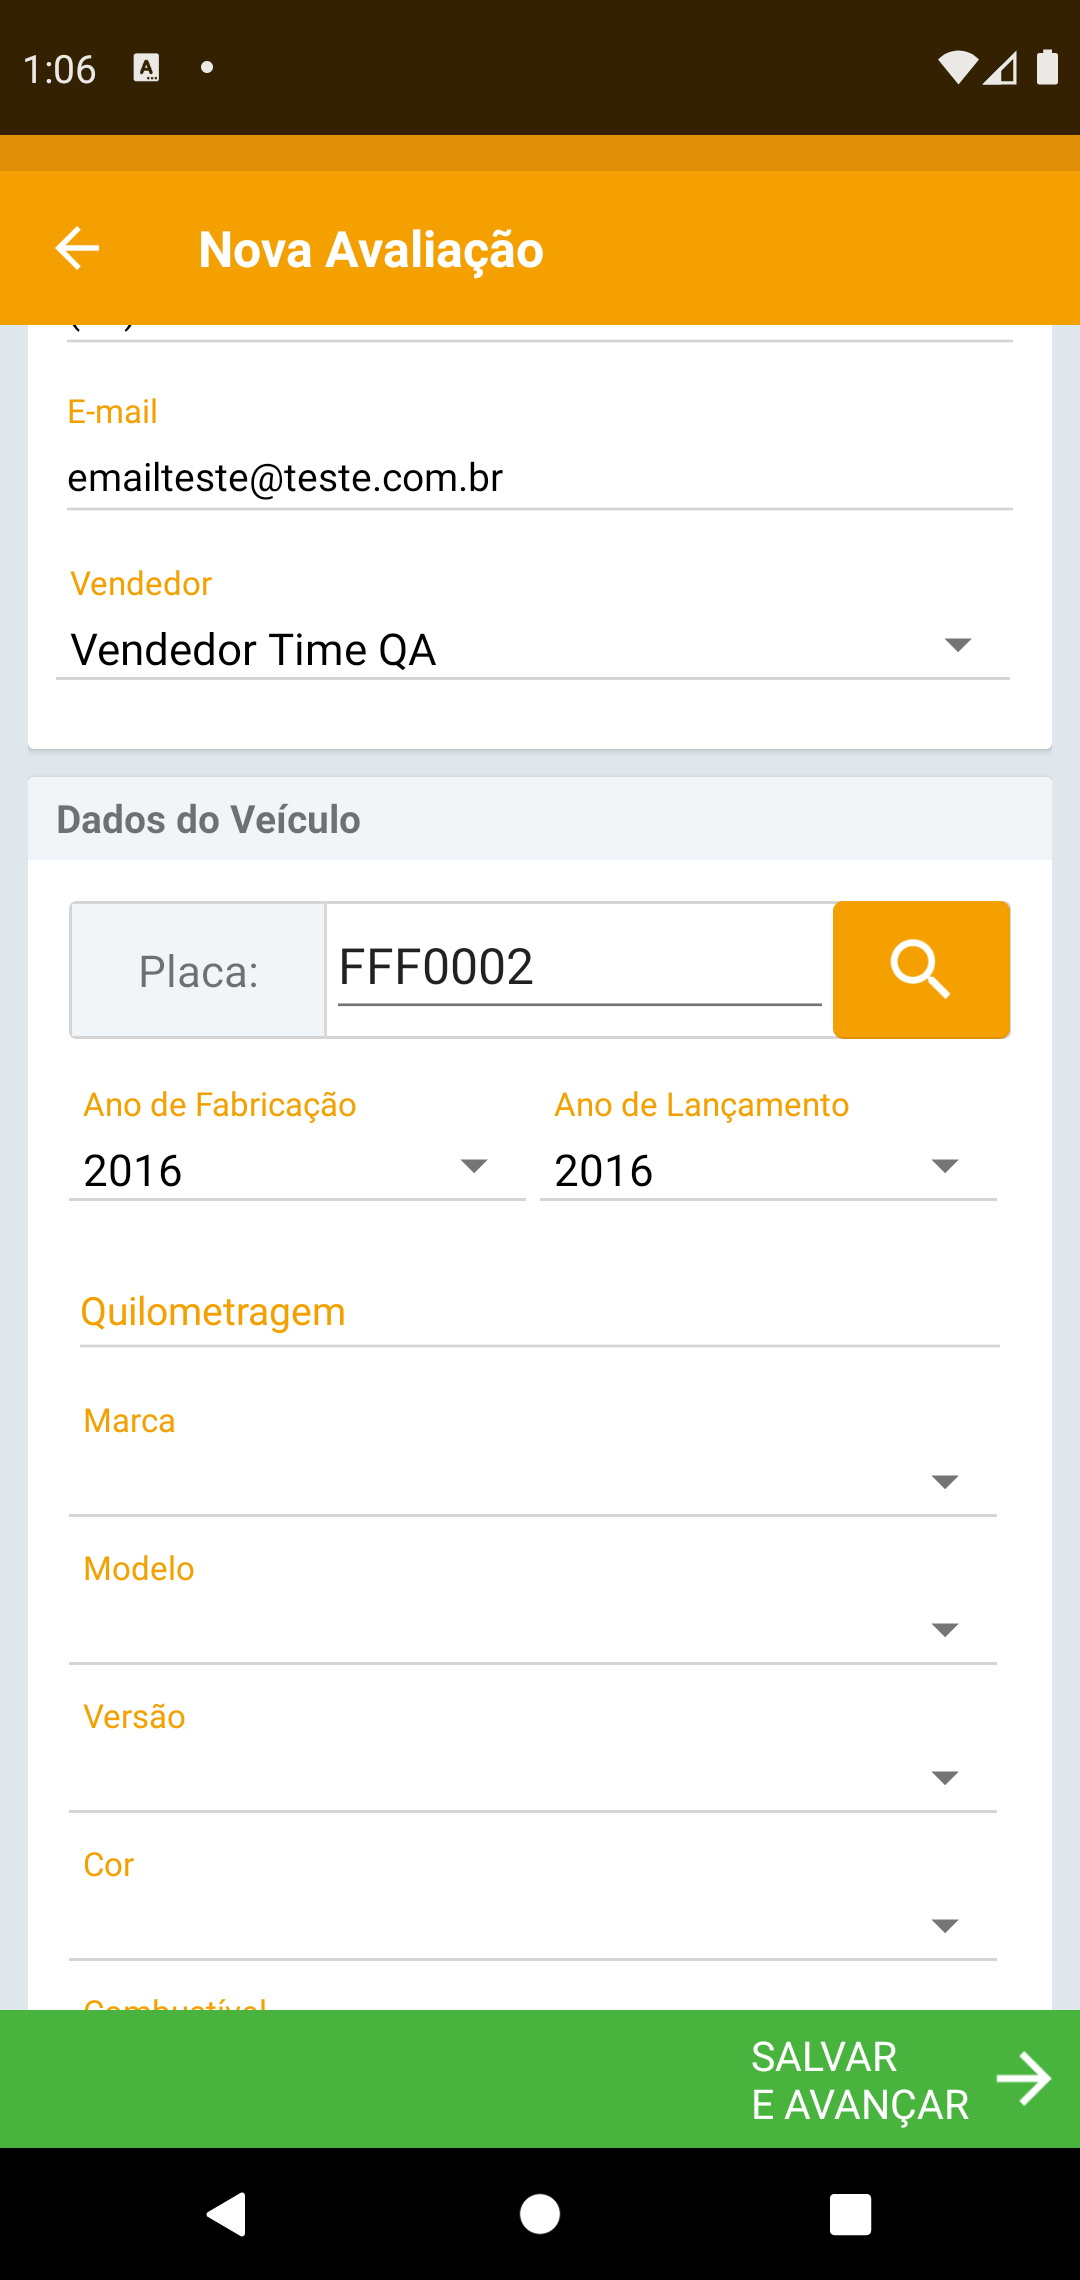 1:06
Nova Avaliação
E-mail
emailteste@teste.com.br
Vendedor
Vendedor Time QA
Dados do Veículo
Placa:
FFF0002
Ano de Fabricação
Ano de Lançamento
2016
2016
Quilometragem
Marca
Modelo
Versão
Cor
Combustível
SALVAR
E AVANÇAR